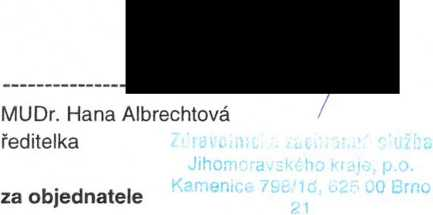 MUDr. Hana Albrechtová
ředitelka
Zdravotnická záchranná služba
Jihomoravského kraje, p.o.
Kamenice 798/1d, 625 00 Brno
21
za objednatele